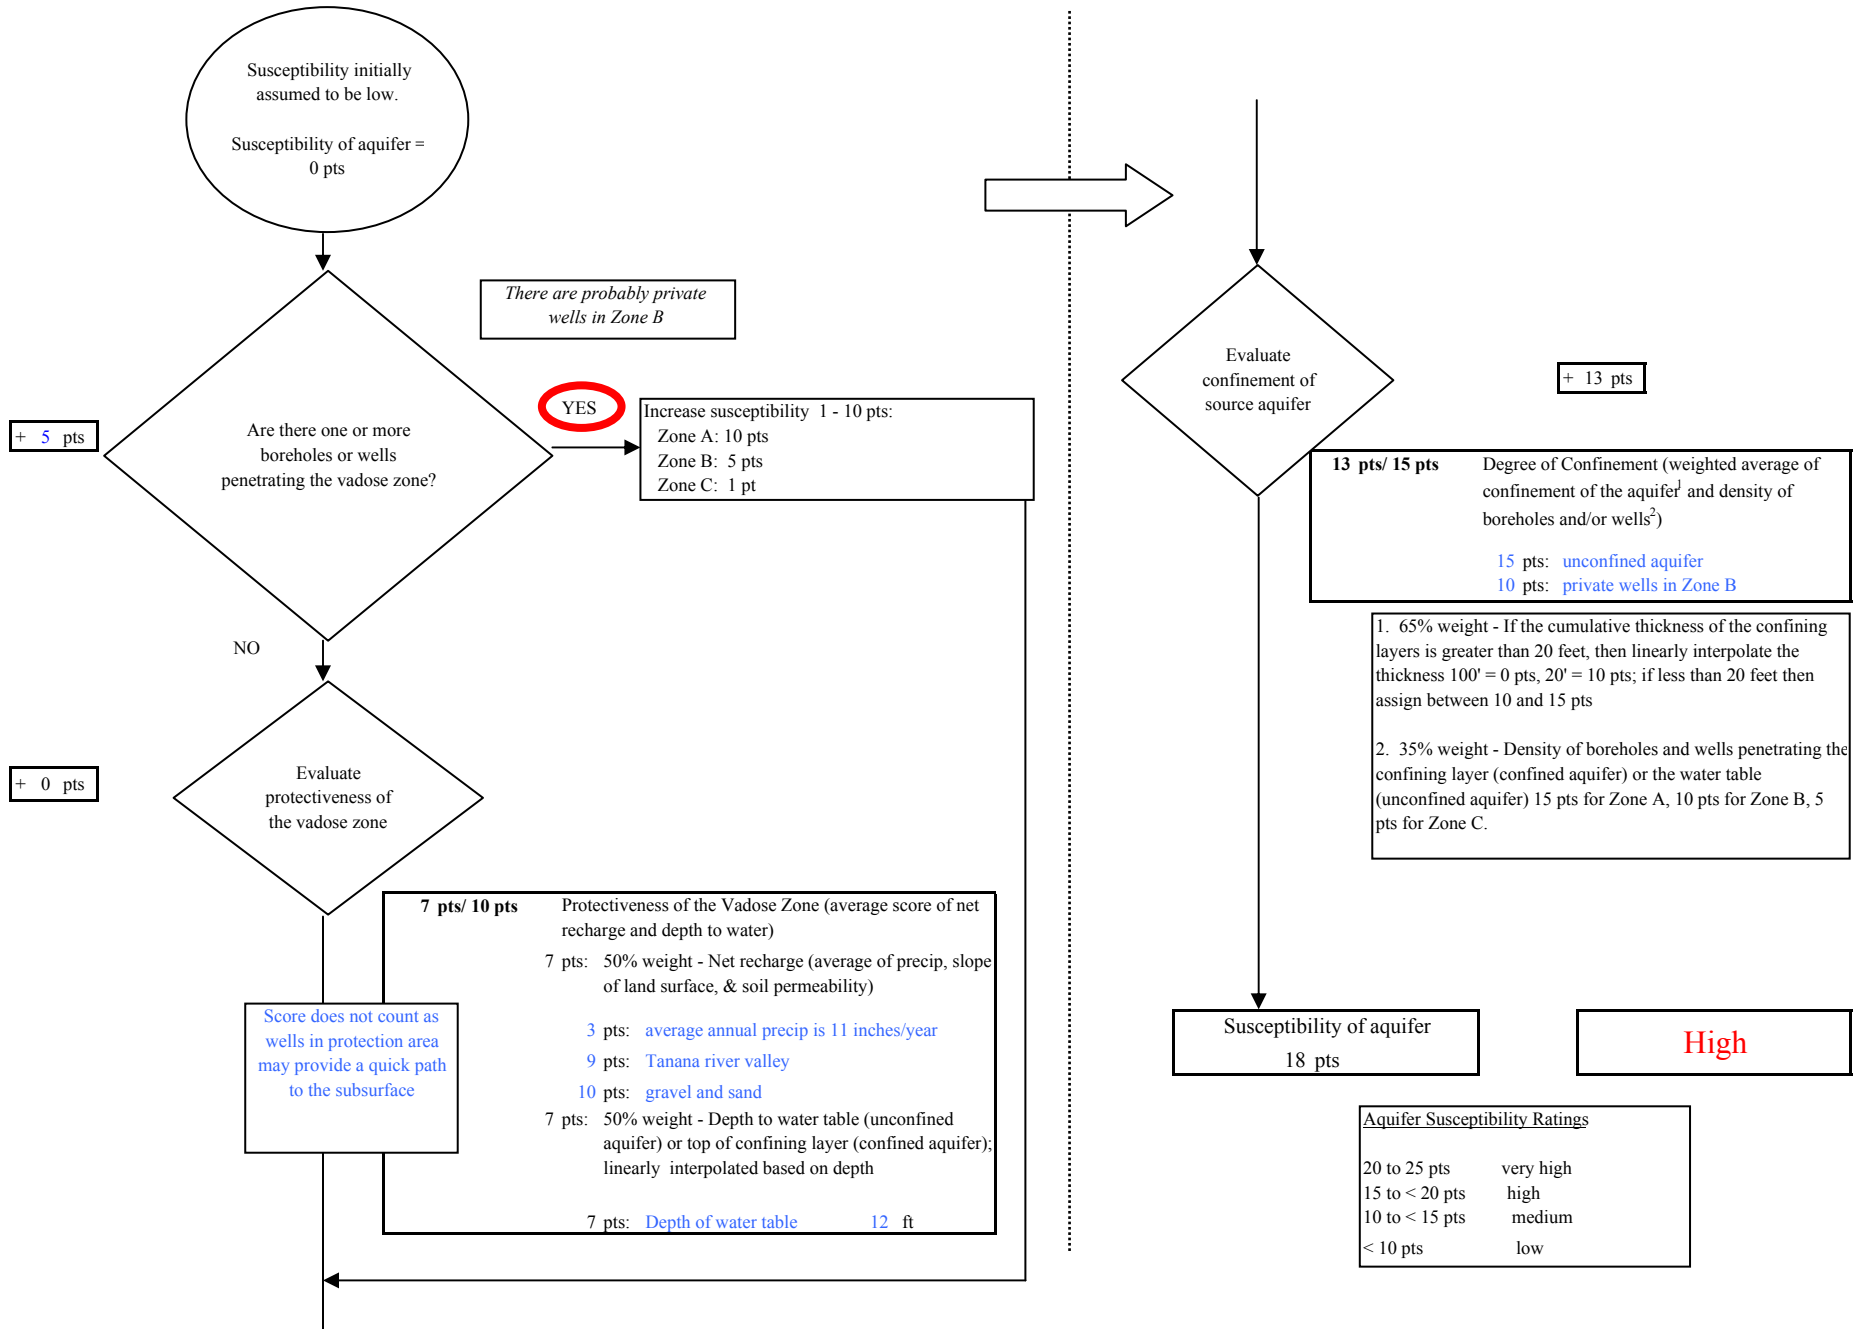 Susceptibility initially
assumed to be low.
Susceptibility of aquifer =
0 pts
There are probably private
wells in Zone B
YES
+ 5 pts
Are there one or more
boreholes or wells
penetrating the vadose zone?
Increase susceptibility 1 - 10 pts:
Zone A: 10 pts
Zone B: 5 pts
Zone C: 1 pt
NO
+ 0 pts
Evaluate
protectiveness of
the vadose zone
7 pts/ 10 pts Protectiveness of the Vadose Zone (average score of net
recharge and depth to water)
7 pts: 50% weight - Net recharge (average of precip, slope
of land surface, & soil permeability)
3 pts: average annual precip is 11 inches/year
9 pts: Tanana river valley
10 pts: gravel and sand
7 pts: 50% weight - Depth to water table (unconfined
aquifer) or top of confining layer (confined aquifer);
linearly interpolated based on depth
7 pts: Depth of water table 12 ft
Score does not count as
wells in protection area
may provide a quick path
to the subsurface
Evaluate
confinement of
source aquifer
+ 13 pts
13 pts/ 15 pts Degree of Confinement (weighted average of
confinement of the aquifer1 and density of
boreholes and/or wells2)
15 pts: unconfined aquifer
10 pts: private wells in Zone B
1. 65% weight - If the cumulative thickness of the confining
layers is greater than 20 feet, then linearly interpolate the
thickness 100' = 0 pts, 20' = 10 pts; if less than 20 feet then
assign between 10 and 15 pts
2. 35% weight - Density of boreholes and wells penetrating the
confining layer (confined aquifer) or the water table
(unconfined aquifer) 15 pts for Zone A, 10 pts for Zone B, 5
pts for Zone C.
Susceptibility of aquifer
18 pts
High
Aquifer Susceptibility Ratings
20 to 25 pts very high
15 to < 20 pts high
10 to < 15 pts medium
< 10 pts low